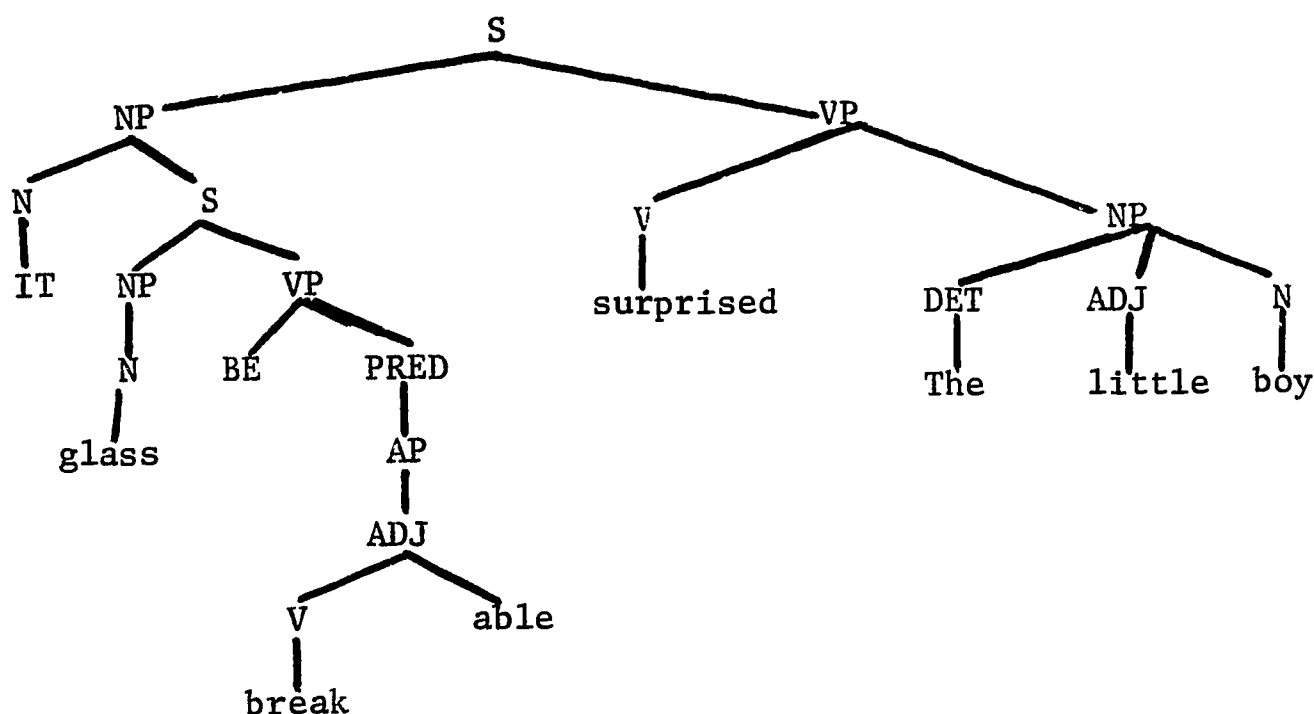 S
NP VP
N S V NP
IT NP VP surprised DET ADJ N
N BE PRED The little boy
glass AP
ADJ
V able
break